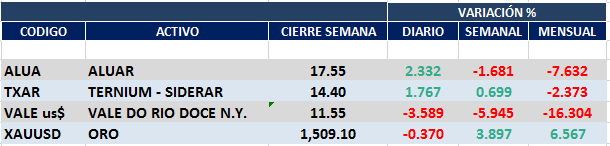 VARIACIÓN %
CODIGO ACTIVO CIERRE SEMANA DIARIO SEMANAL MENSUAL
ALUA ALUAR 17.55 2.332 -1.681 -7.632
TXAR TERNIUM - SIDERAR 14.40 1.767 0.699 -2.373
VALE us$ VALE DO RIO DOCE N.Y. 11.55 -3.589 -5.945 -16.304
XAUUSD ORO 1,509.10 -0.370 3.897 6.567